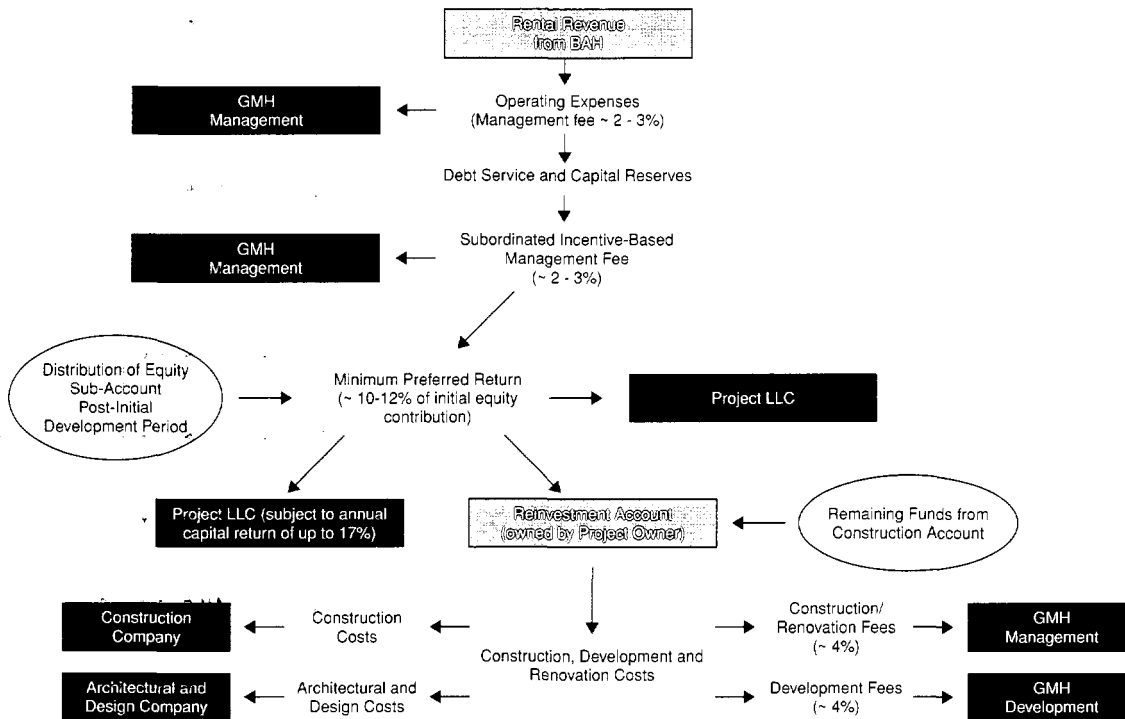 Rental Revenue
from BAH
GMH
Management
Operating Expenses
(Management fee ~ 2 - 3%)
Debt Service and Capital Reserves
GMH
Management
Subordinated Incentive-Based
Management Fee
(~ 2 - 3%)
Distribution of Equity
Sub-Account
Post-Initial
Development Period
Minimum Preferred Return
(~ 10-12% of initial equity
contribution)
Project LLC
Project LLC (subject to annual
capital return of up to 17%)
Reinvestment Account
(owned by Project Owner)
Remaining Funds from
Construction Account
Construction
Company
Construction
Costs
Construction/
Renovation Fees
(~ 4%)
GMH
Management
Construction, Development and
Renovation Costs
Architectural and
Design Company
Architectural and
Design Costs
Development Fees
(~ 4%)
GMH
Development